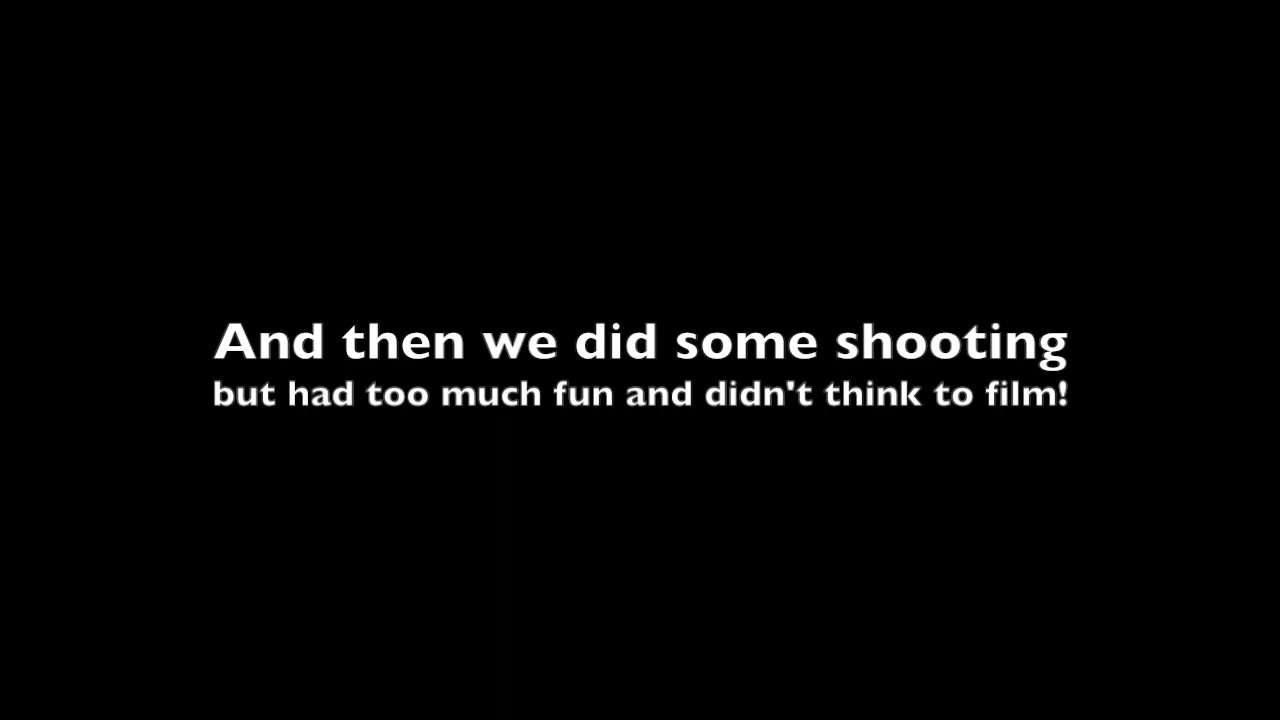 And then we did some shooting
but had too much fun and didn't think to film!